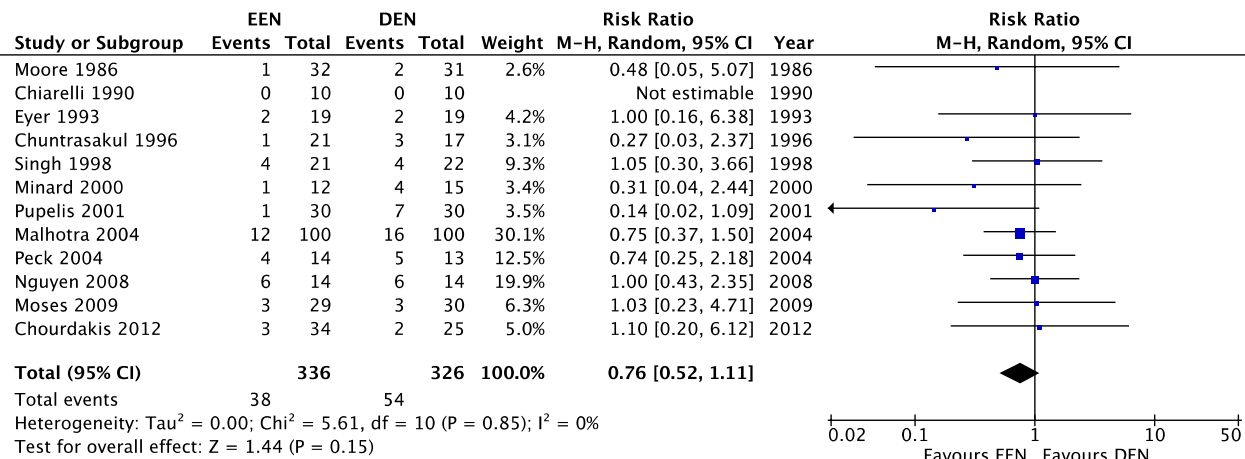 EEN DEN Risk Ratio Risk Ratio
Study or Subgroup Events Total Events Total Weight M-H, Random, 95% CI Year M-H, Random, 95% CI
Moore 1986 1 32 2 31 2.6% 0.48 [0.05, 5.07] 1986
Chiarelli 1990 0 10 0 10 Not estimable 1990
Eyer 1993 2 19 2 19 4.2% 1.00 [0.16, 6.38] 1993
Chuntrasakul 1996 1 21 3 17 3.1% 0.27 [0.03, 2.37] 1996
Singh 1998 4 21 4 22 9.3% 1.05 [0.30, 3.66] 1998
Minard 2000 1 12 4 15 3.4% 0.31 [0.04, 2.44] 2000
Pupelis 2001 1 30 7 30 3.5% 0.14 [0.02, 1.09] 2001
Malhotra 2004 12 100 16 100 30.1% 0.75 [0.37, 1.50] 2004
Peck 2004 4 14 5 13 12.5% 0.74 [0.25, 2.18] 2004
Nguyen 2008 6 14 6 14 19.9% 1.00 [0.43, 2.35] 2008
Moses 2009 3 29 3 30 6.3% 1.03 [0.23, 4.71] 2009
Chourdakis 2012 3 34 2 25 5.0% 1.10 [0.20, 6.12] 2012
Total (95% CI) 336 326 100.0% 0.76 [0.52, 1.11]
Total events 38 54
Heterogeneity: Tau² = 0.00; Chi² = 5.61, df = 10 (P = 0.85); I² = 0%
Test for overall effect: Z = 1.44 (P = 0.15)
0.02 0.1 1 10 50
Favours EEN Favours DEN